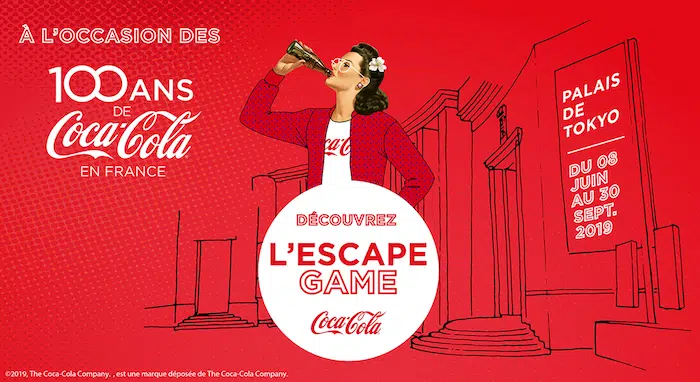 À L'OCCASION DES
100 ANS
DE
Coca-Cola
EN FRANCE
Coca-Cola
DÉCOUVREZ
L'ESCAPE
GAME
Coca-Cola
PALAIS
DE
TOKYO
DU 08
JUIN
AU 30
SEPT.
2019
©2019, The Coca-Cola Company. , est une marque déposée de The Coca-Cola Company.